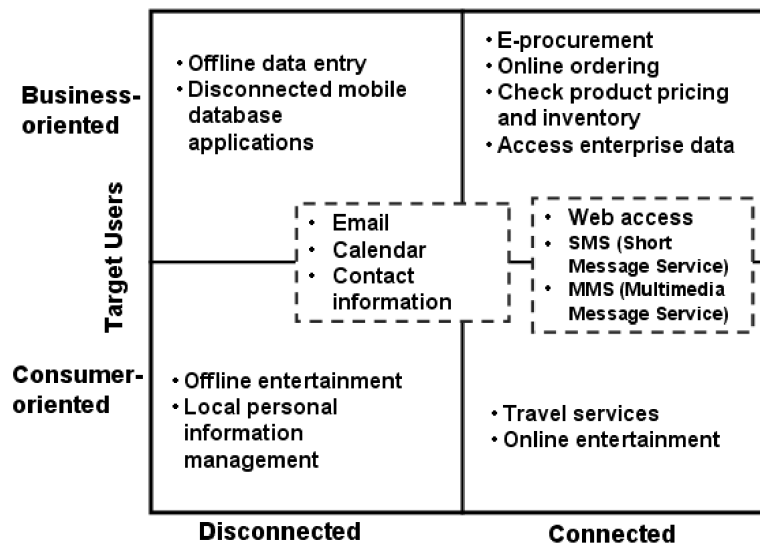 Business-
oriented
• Offline data entry
• Disconnected mobile
database
applications
• E-procurement
• Online ordering
• Check product pricing
and inventory
• Access enterprise data
Target Users
• Email
• Calendar
• Contact
information
• Web access
• SMS (Short
Message Service)
• MMS (Multimedia
Message Service)
Consumer-
oriented
• Offline entertainment
• Local personal
information
management
• Travel services
• Online entertainment
Disconnected
Connected